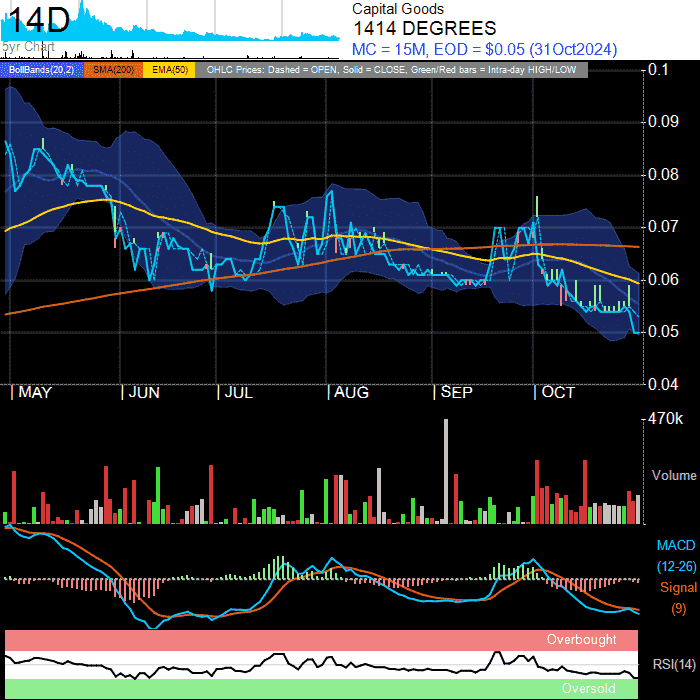 14D
5yr Chart
Capital Goods
1414 DEGREES
MC = 15M, EOD = $0.05 (31Oct2024)
BollBands(20,2) SMA(200) EMA(50) OHLC Prices: Dashed = OPEN, Solid = CLOSE, Green/Red bars = Intra-day HIGH/LOW
0.1
0.09
0.08
0.07
0.06
0.05
0.04
MAY JUN JUL AUG SEP OCT
470k
Volume
MACD
(12-26)
Signal
(9)
Overbought
RSI(14)
Oversold